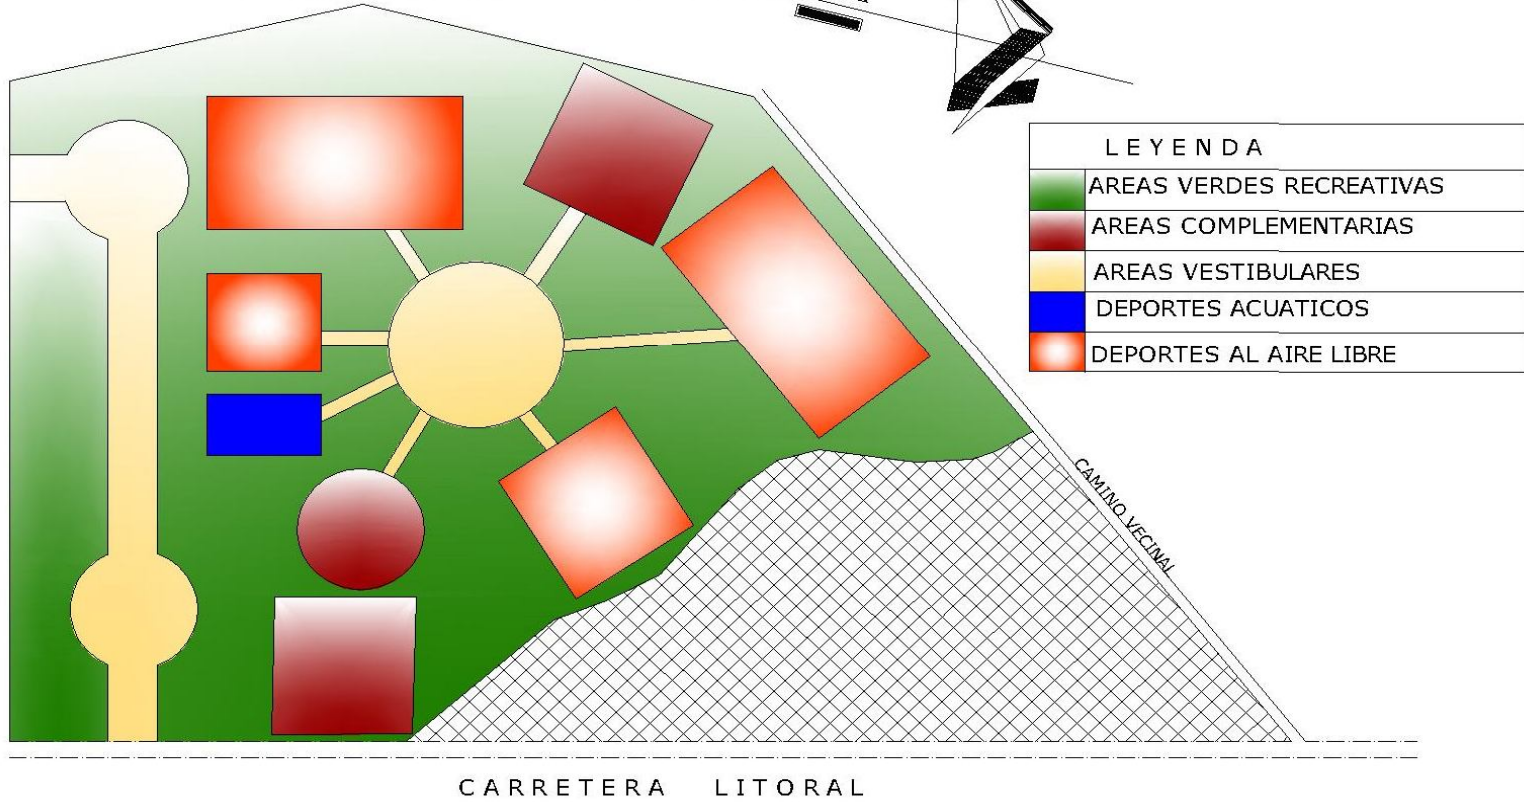 LEYENDA
AREAS VERDES RECREATIVAS
AREAS COMPLEMENTARIAS
AREAS VESTIBULARES
DEPORTES ACUATICOS
DEPORTES AL AIRE LIBRE
CAMINO VECINAL
CARRETERA LITORAL